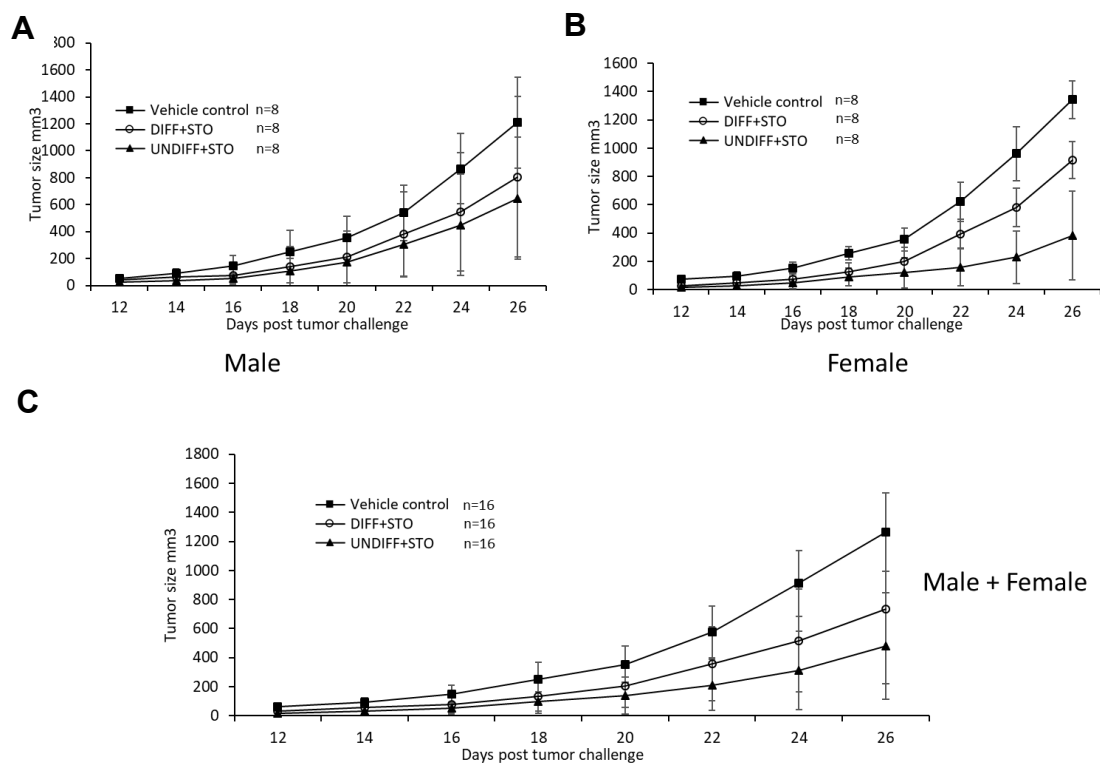 A
800
1600
1400
1200
1000
800
600
400
200
0
Tumor size mm3
Vehicle control n=8
DIFF+STO n=8
UNDIFF+STO n=8
12 14 16 18 20 22 24 26
Days post tumor challenge
Male
B
1600
1400
1200
1000
800
600
400
200
0
Tumor size mm3
Vehicle control n=8
DIFF+STO n=8
UNDIFF+STO n=8
12 14 16 18 20 22 24 26
Days post tumor challenge
Female
C
1800
1600
1400
1200
1000
800
600
400
200
0
Tumor size mm3
Vehicle control n=16
DIFF+STO n=16
UNDIFF+STO n=16
12 14 16 18 20 22 24 26
Days post tumor challenge
Male + Female